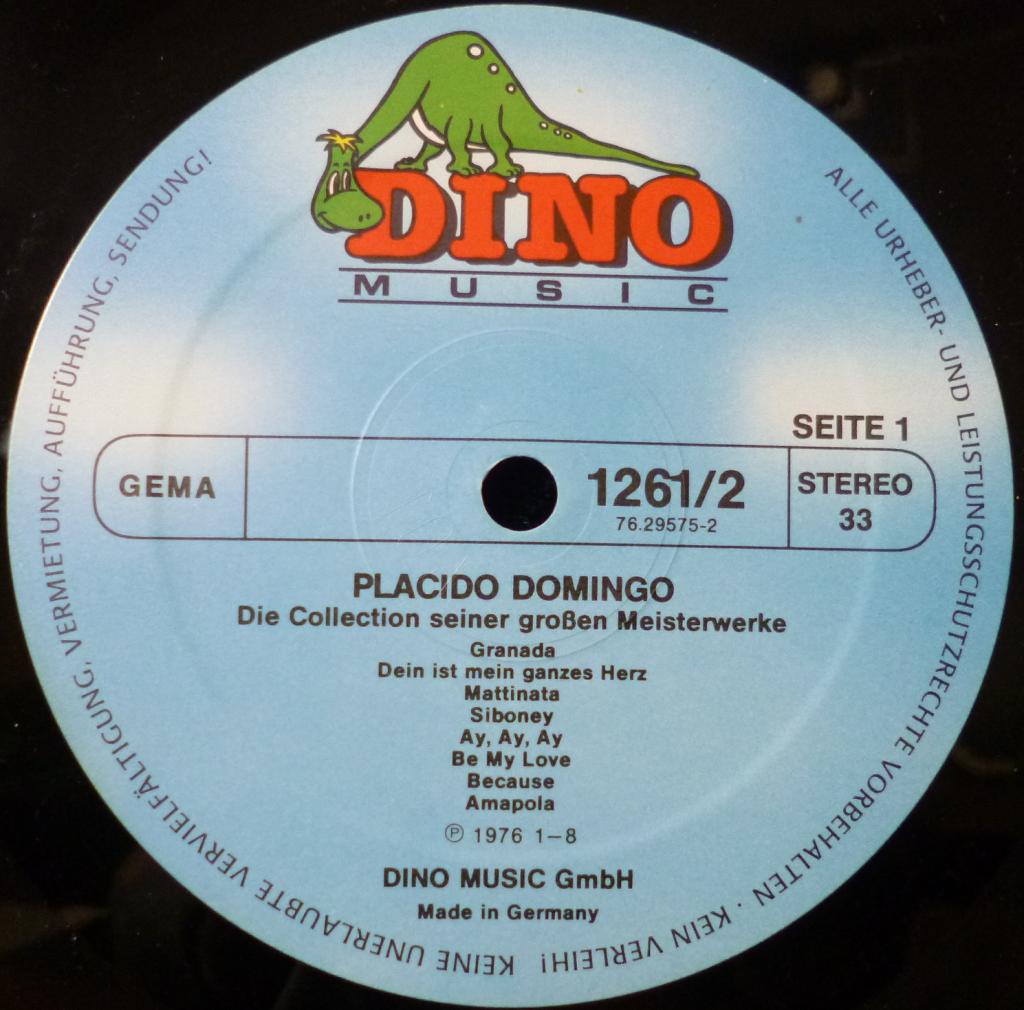 DINO
MUSIC
SEITE 1
GEMA
1261/2
76.29575-2
STEREO
33
PLACIDO DOMINGO
Die Collection seiner großen Meisterwerke
Granada
Dein ist mein ganzes Herz
Mattinata
Siboney
Ay, Ay, Ay
Be My Love
Because
Amapola
℗ 1976 1–8
DINO MUSIC GmbH
Made in Germany
ALLE URHEBER- UND LEISTUNGSSCHUTZRECHTE VORBEHALTEN · KEIN VERLEIH! KEINE UNERLAUBTE VERVIELFÄLTIGUNG, VERMIETUNG, AUFFÜHRUNG, SENDUNG!